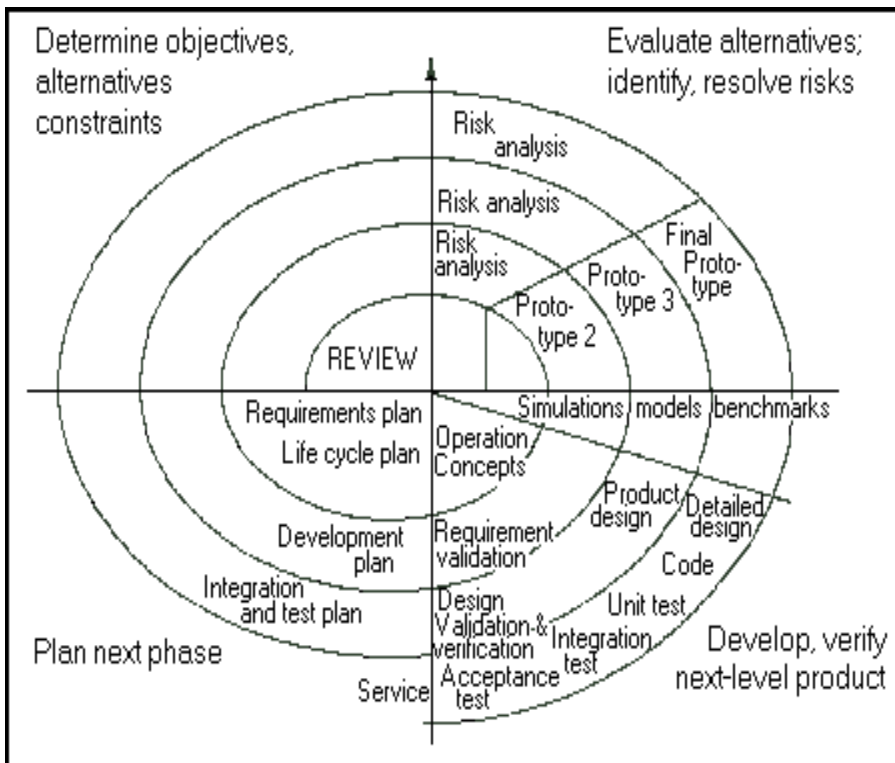 Determine objectives,
alternatives
constraints
Evaluate alternatives;
identify, resolve risks
Risk
analysis
Risk analysis
Risk
analysis
Final
Proto-
type
Proto-
type 3
Proto-
type 2
REVIEW
Requirements plan
Life cycle plan
Simulations models benchmarks
Operation
Concepts
Product
design
Detailed
design
Development
plan
Requirement
validation
Code
Integration
and test plan
Design
Validation-&
verification
Unit test
Integration
test
Plan next phase
Develop, verify
next-level product
Service
Acceptance
test